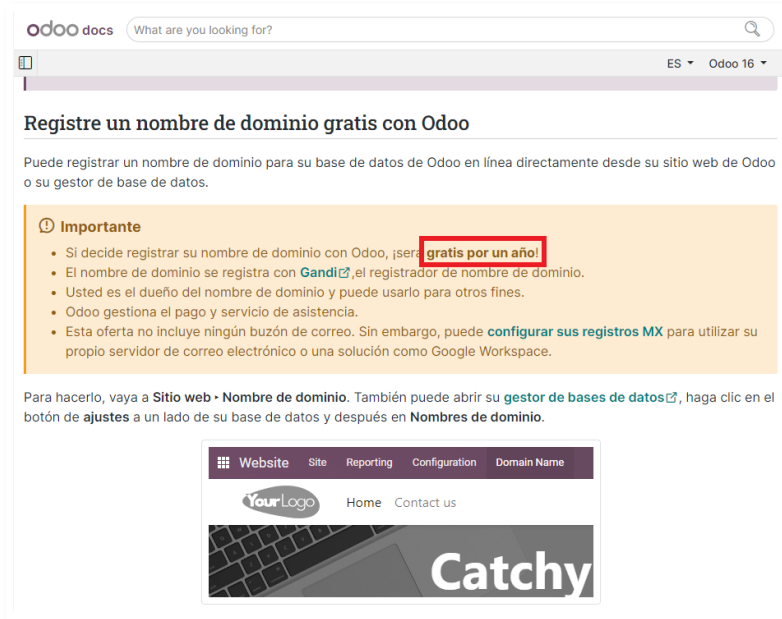 odoo docs What are you looking for?
ES Odoo 16
Registre un nombre de dominio gratis con Odoo
Puede registrar un nombre de dominio para su base de datos de Odoo en línea directamente desde su sitio web de Odoo
o su gestor de base de datos.
Importante
Si decide registrar su nombre de dominio con Odoo, ¡será gratis por un año!
El nombre de dominio se registra con Gandi,el registrador de nombre de dominio.
Usted es el dueño del nombre de dominio y puede usarlo para otros fines.
Odoo gestiona el pago y servicio de asistencia.
Esta oferta no incluye ningún buzón de correo. Sin embargo, puede configurar sus registros MX para utilizar su
propio servidor de correo electrónico o una solución como Google Workspace.
Para hacerlo, vaya a Sitio web ‣ Nombre de dominio. También puede abrir su gestor de bases de datos, haga clic en el
botón de ajustes a un lado de su base de datos y después en Nombres de dominio.
Website Site Reporting Configuration Domain Name
YourLogo Home Contact us
Catchy